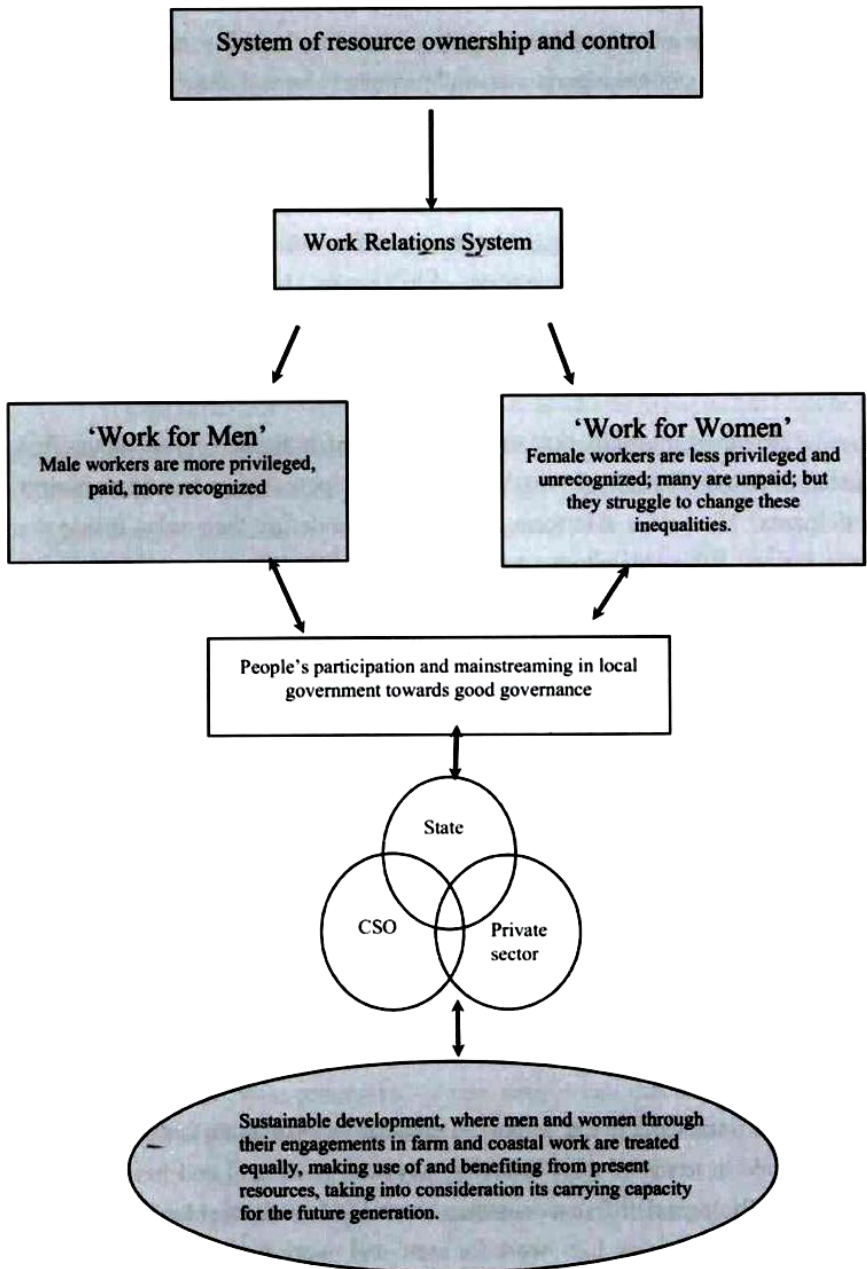 System of resource ownership and control
Work Relations System
'Work for Men'
Male workers are more privileged,
paid, more recognized
'Work for Women'
Female workers are less privileged and
unrecognized; many are unpaid; but
they struggle to change these
inequalities.
People's participation and mainstreaming in local
government towards good governance
State
CSO
Private
sector
Sustainable development, where men and women through
their engagements in farm and coastal work are treated
equally, making use of and benefiting from present
resources, taking into consideration its carrying capacity
for the future generation.